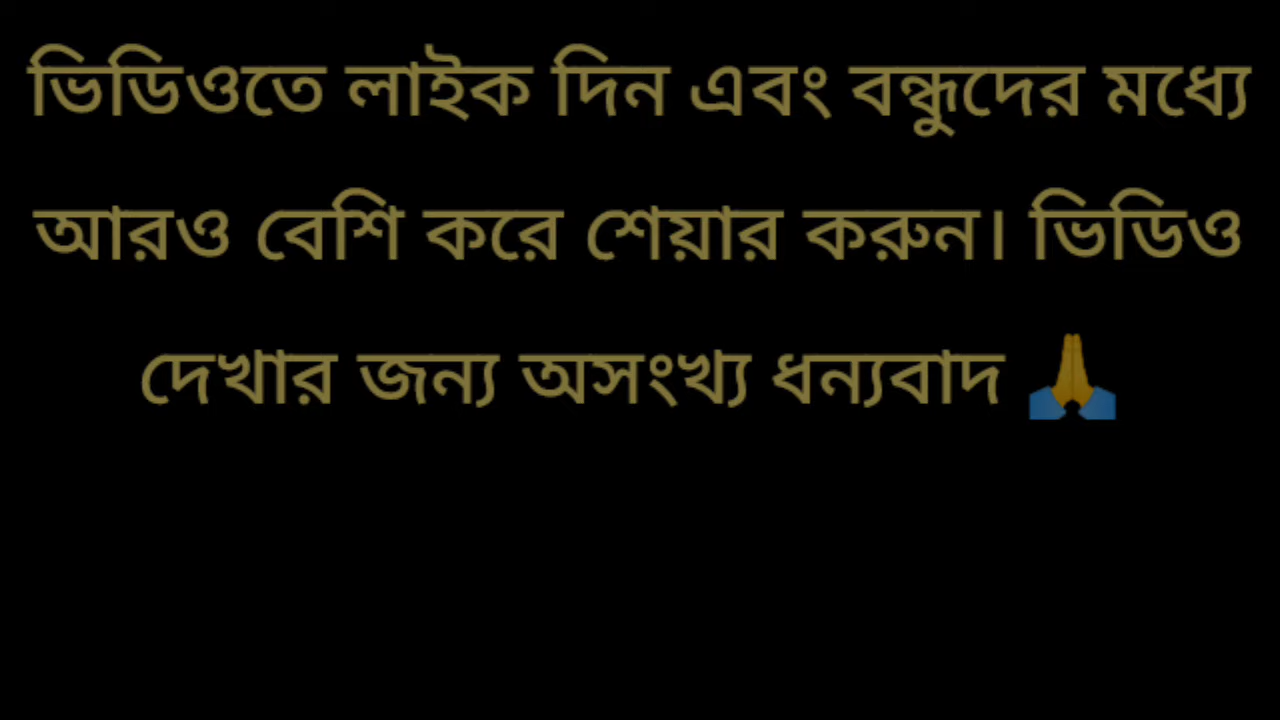 ভিডিওতে লাইক দিন এবং বন্ধুদের মধ্যে
আরও বেশি করে শেয়ার করুন। ভিডিও
দেখার জন্য অসংখ্য ধন্যবাদ 🙏